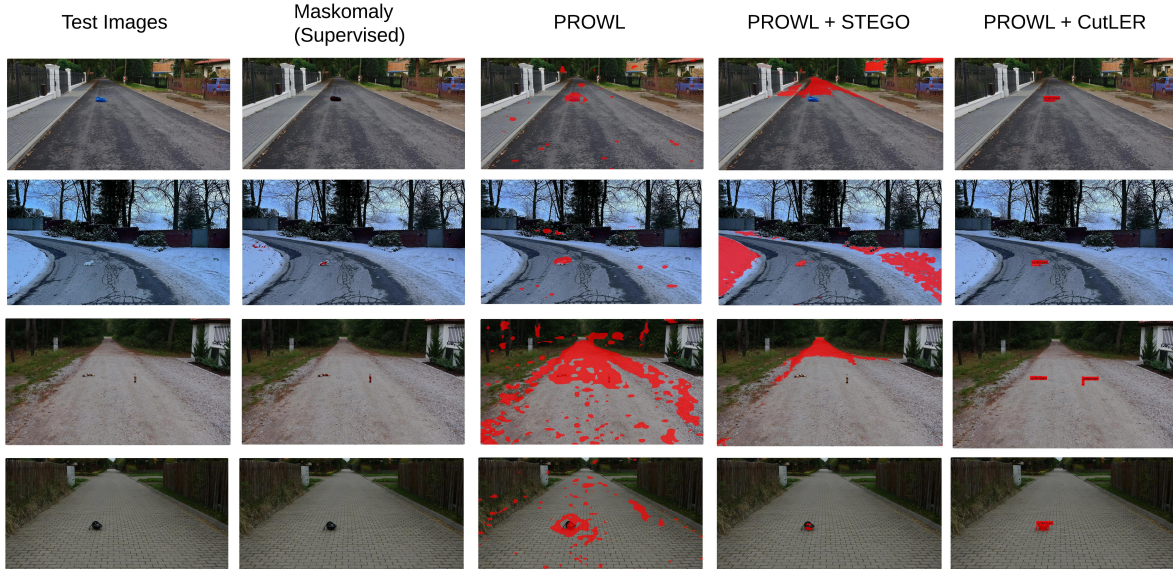 Test Images
Maskomaly
(Supervised)
PROWL
PROWL + STEGO
PROWL + CutLER